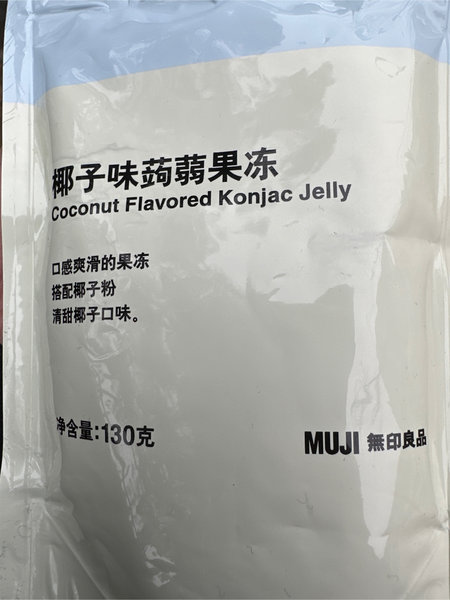 椰子味蒟蒻果冻
Coconut Flavored Konjac Jelly
口感爽滑的果冻
搭配椰子粉
清甜椰子口味。
净含量:130克
MUJI 無印良品